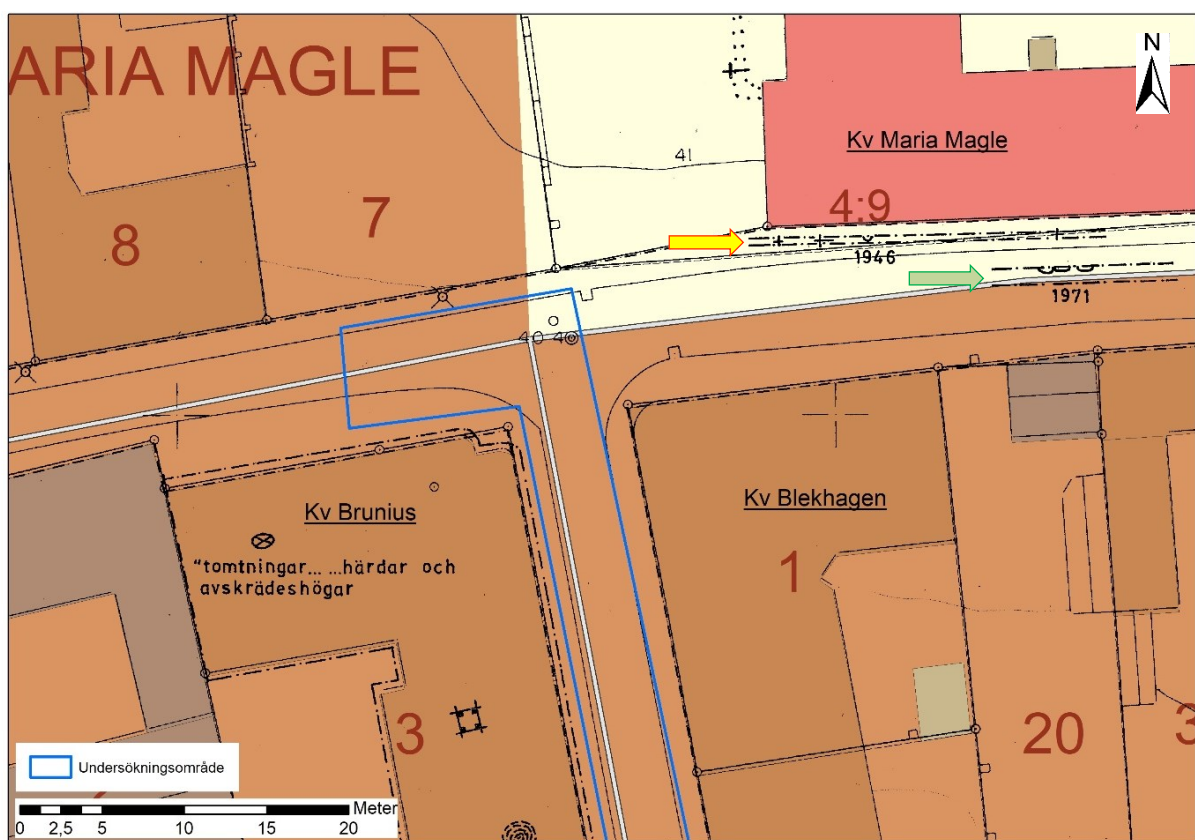 ARIA MAGLE
N
41
Kv Maria Magle
4:9
8
7
1946
1971
Kv Brunius
"tomtningar... ...härdar och
avskrädeshögar
Kv Blekhagen
1
3
20
3
Undersökningsområde
Meter
0 2,5 5 10 15 20